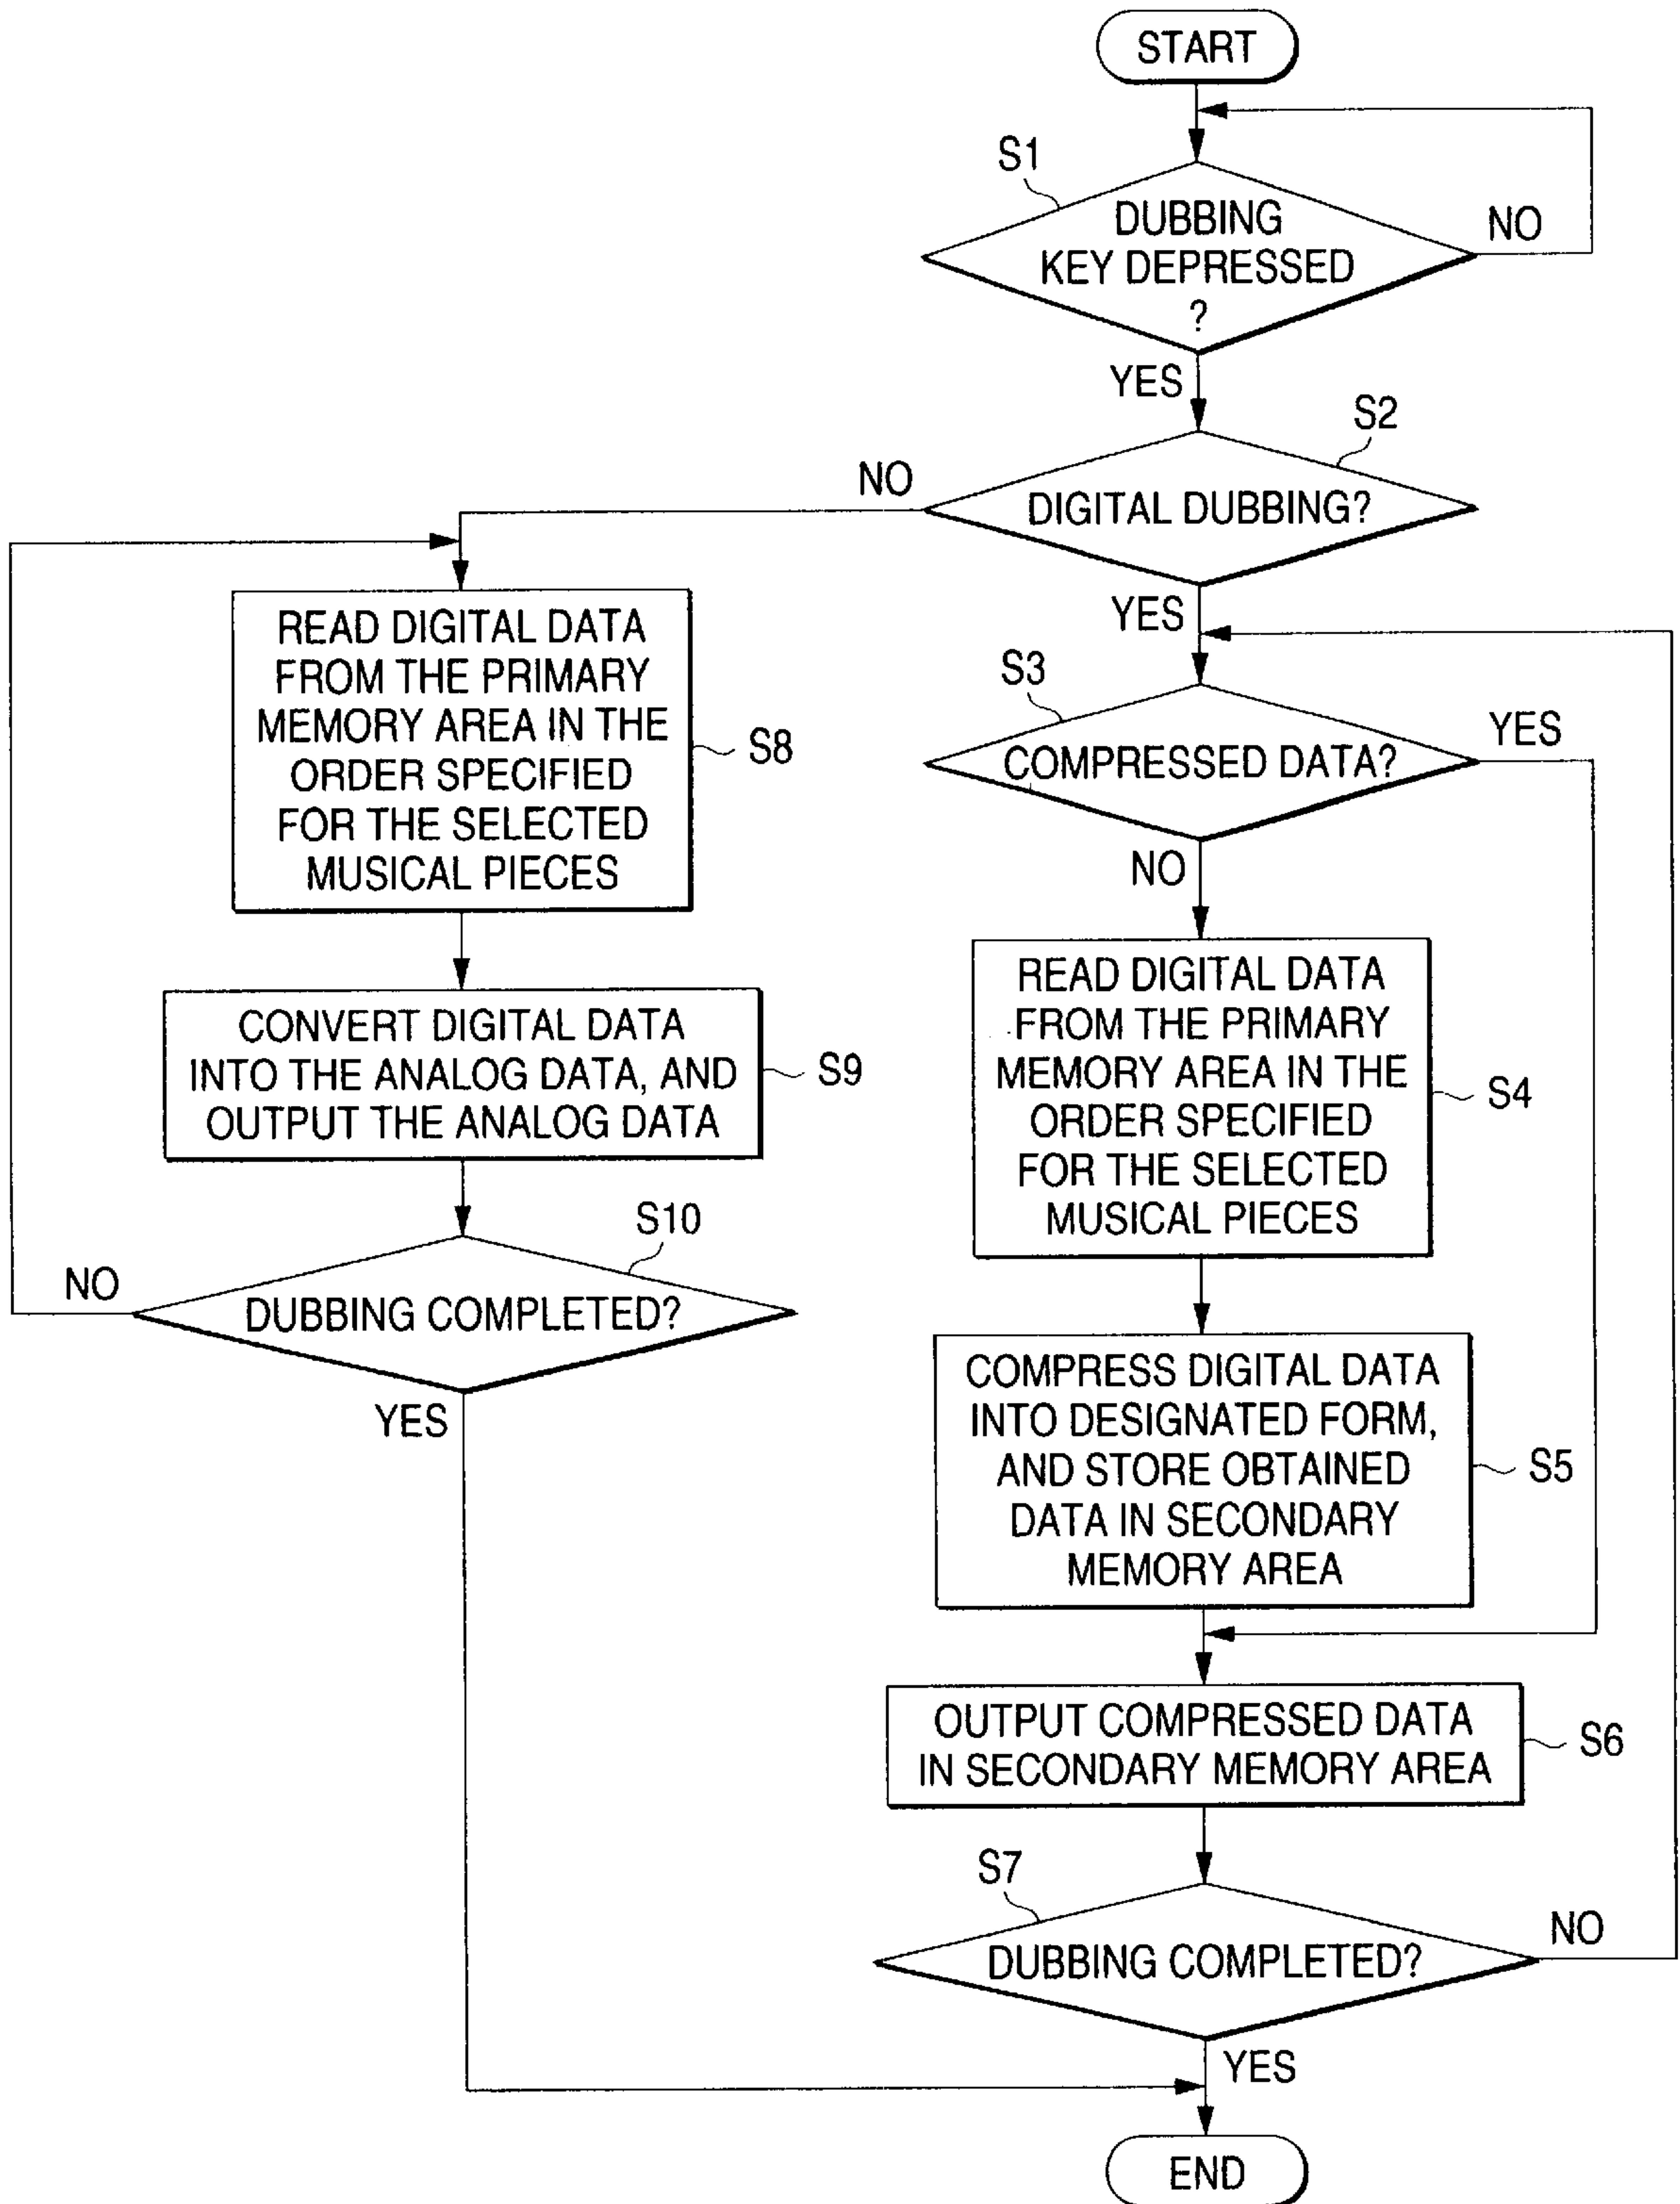 START
S1
DUBBING
KEY DEPRESSED
?
NO
YES
S2
DIGITAL DUBBING?
NO
YES
S3
COMPRESSED DATA?
YES
NO
READ DIGITAL DATA
FROM THE PRIMARY
MEMORY AREA IN THE
ORDER SPECIFIED
FOR THE SELECTED
MUSICAL PIECES
S4
COMPRESS DIGITAL DATA
INTO DESIGNATED FORM,
AND STORE OBTAINED
DATA IN SECONDARY
MEMORY AREA
S5
OUTPUT COMPRESSED DATA
IN SECONDARY MEMORY AREA
S6
S7
DUBBING COMPLETED?
NO
YES
READ DIGITAL DATA
FROM THE PRIMARY
MEMORY AREA IN THE
ORDER SPECIFIED
FOR THE SELECTED
MUSICAL PIECES
S8
CONVERT DIGITAL DATA
INTO THE ANALOG DATA, AND
OUTPUT THE ANALOG DATA
S9
S10
DUBBING COMPLETED?
NO
YES
END